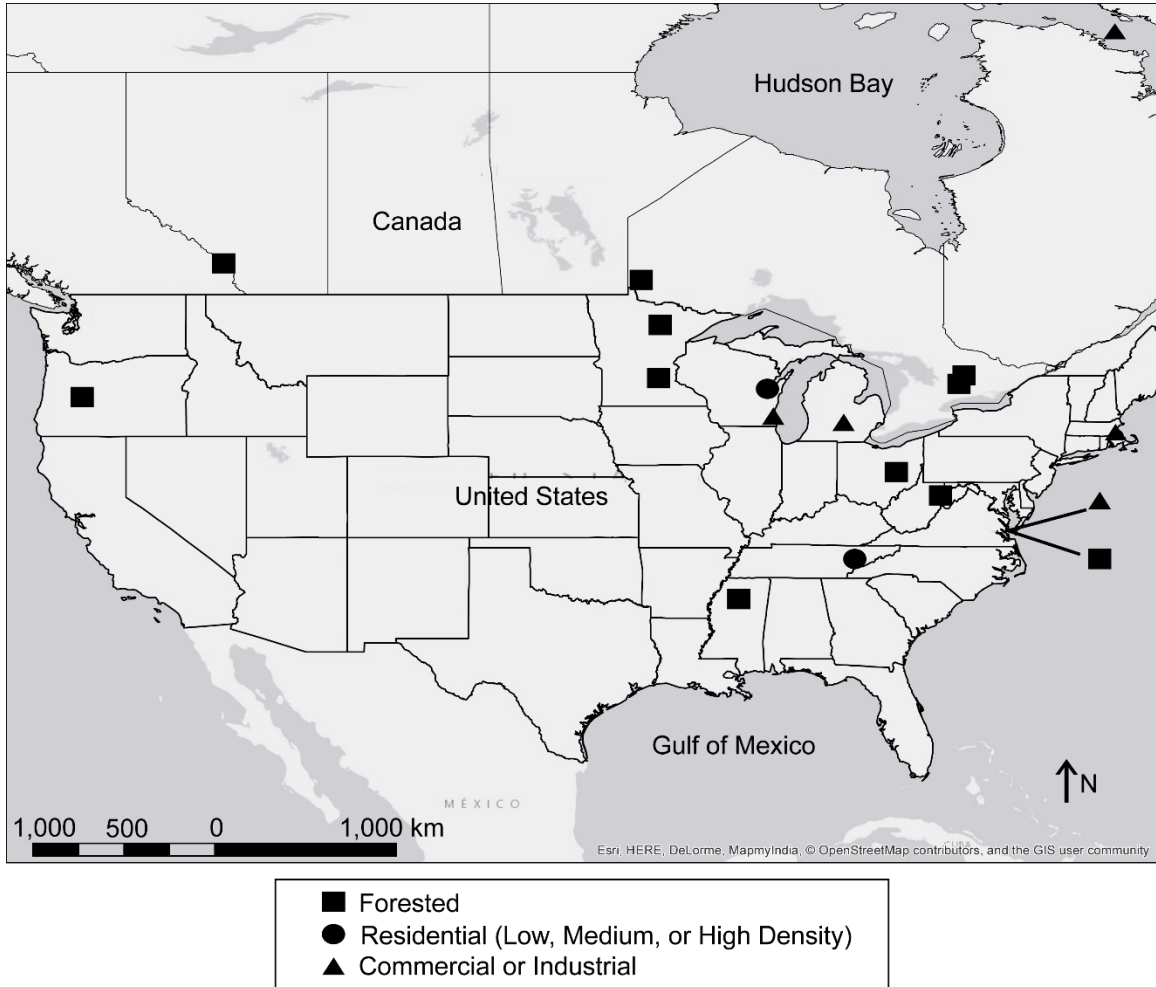 Hudson Bay
Canada
United States
Gulf of Mexico
N
MÉXICO
1,000 500 0 1,000 km
CUBA
Esri, HERE, DeLorme, MapmyIndia, © OpenStreetMap contributors, and the GIS user community
Forested
Residential (Low, Medium, or High Density)
Commercial or Industrial